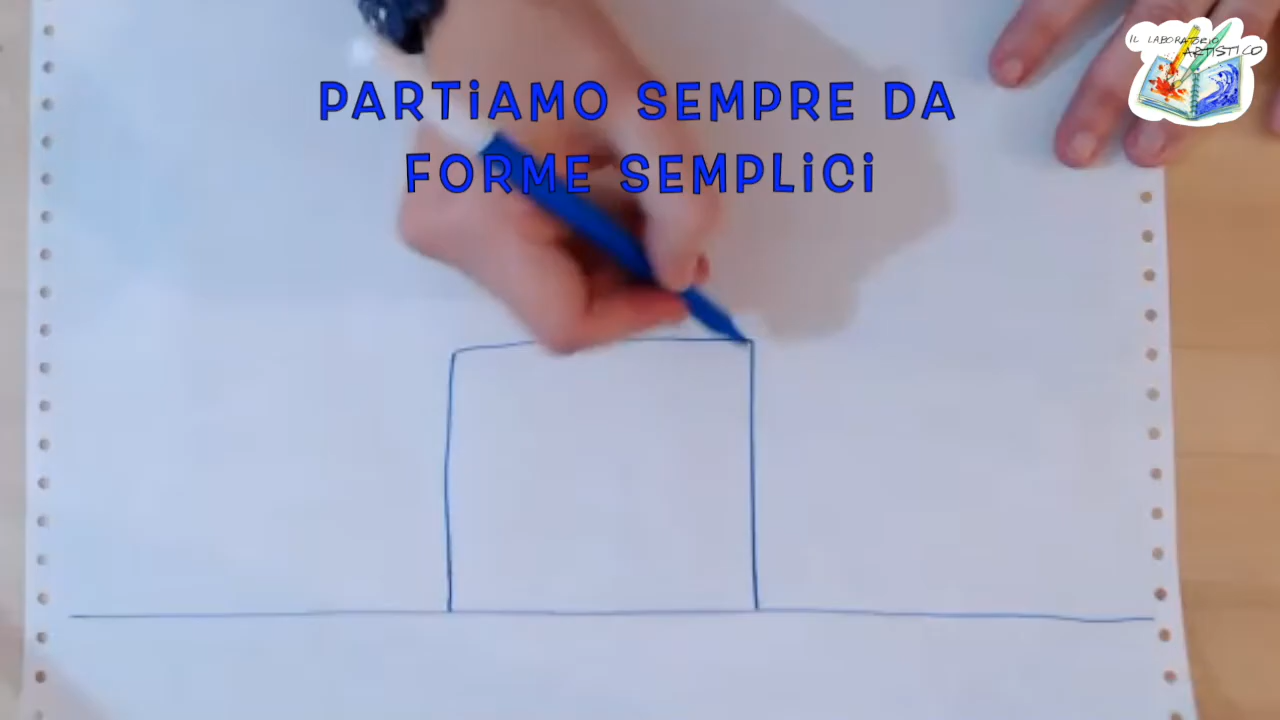 IL LABORATORIO
ARTISTICO
PARTiAMO SEMPRE DA
FORME SEMPLiCi